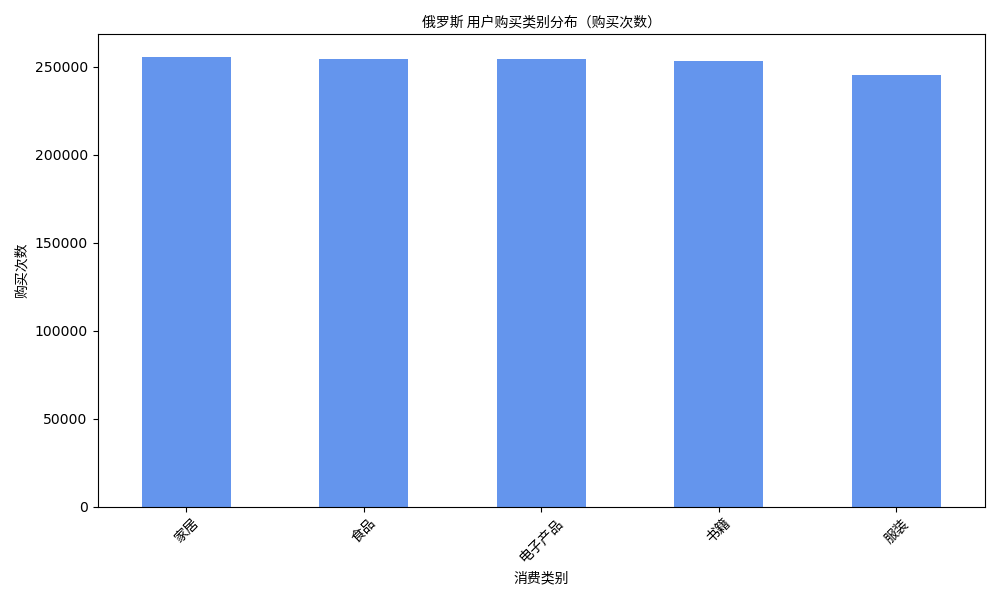 俄罗斯 用户购买类别分布（购买次数）
购买次数
250000
200000
150000
100000
50000
0
家居
食品
电子产品
书籍
服装
消费类别